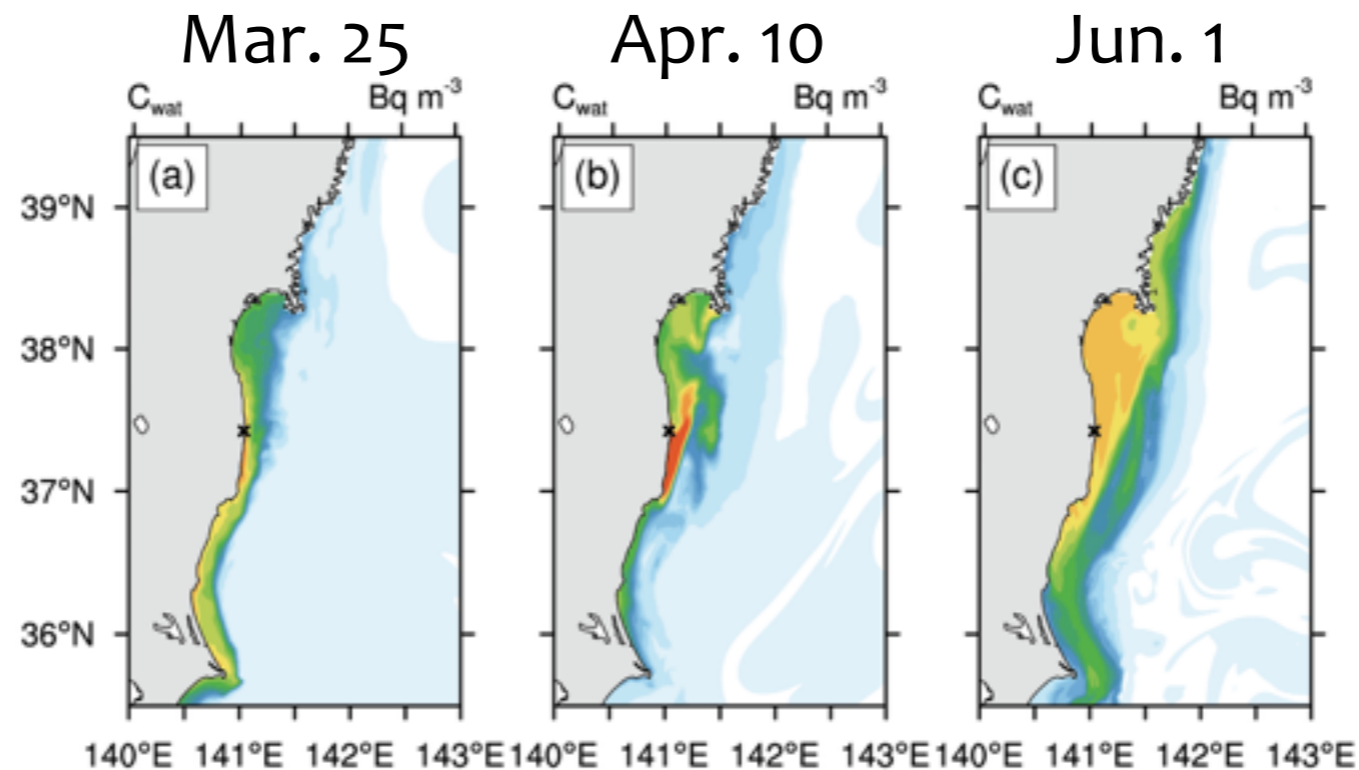 Mar. 25 Apr. 10 Jun. 1
Cwat Bq m-3 Cwat Bq m-3 Cwat Bq m-3
(a) (b) (c)
39°N
38°N
37°N
36°N
140°E 141°E 142°E 143°E 140°E 141°E 142°E 143°E 140°E 141°E 142°E 143°E